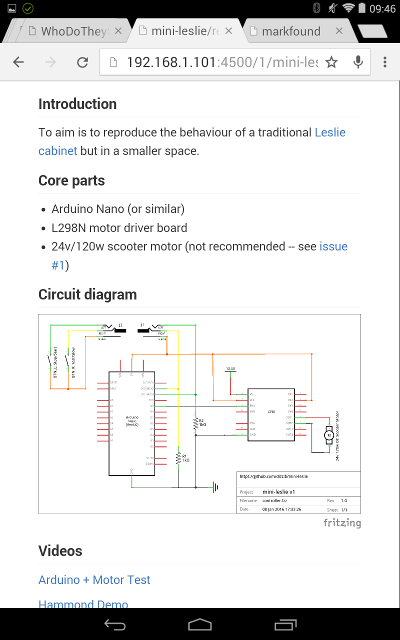 09:46
WhoDoThey
mini-leslie/re
markfound
192.168.1.101:4500/1/mini-les
Introduction
To aim is to reproduce the behaviour of a traditional Leslie
cabinet but in a smaller space.
Core parts
• Arduino Nano (or similar)
• L298N motor driver board
• 24v/120w scooter motor (not recommended -- see issue
#1)
Circuit diagram
Arduino
Nano
Project mini-leslie v1
Filename
Rev 1.0
Date
Sheet 1/1
fritzing
Videos
Arduino + Motor Test
Hammond Demo